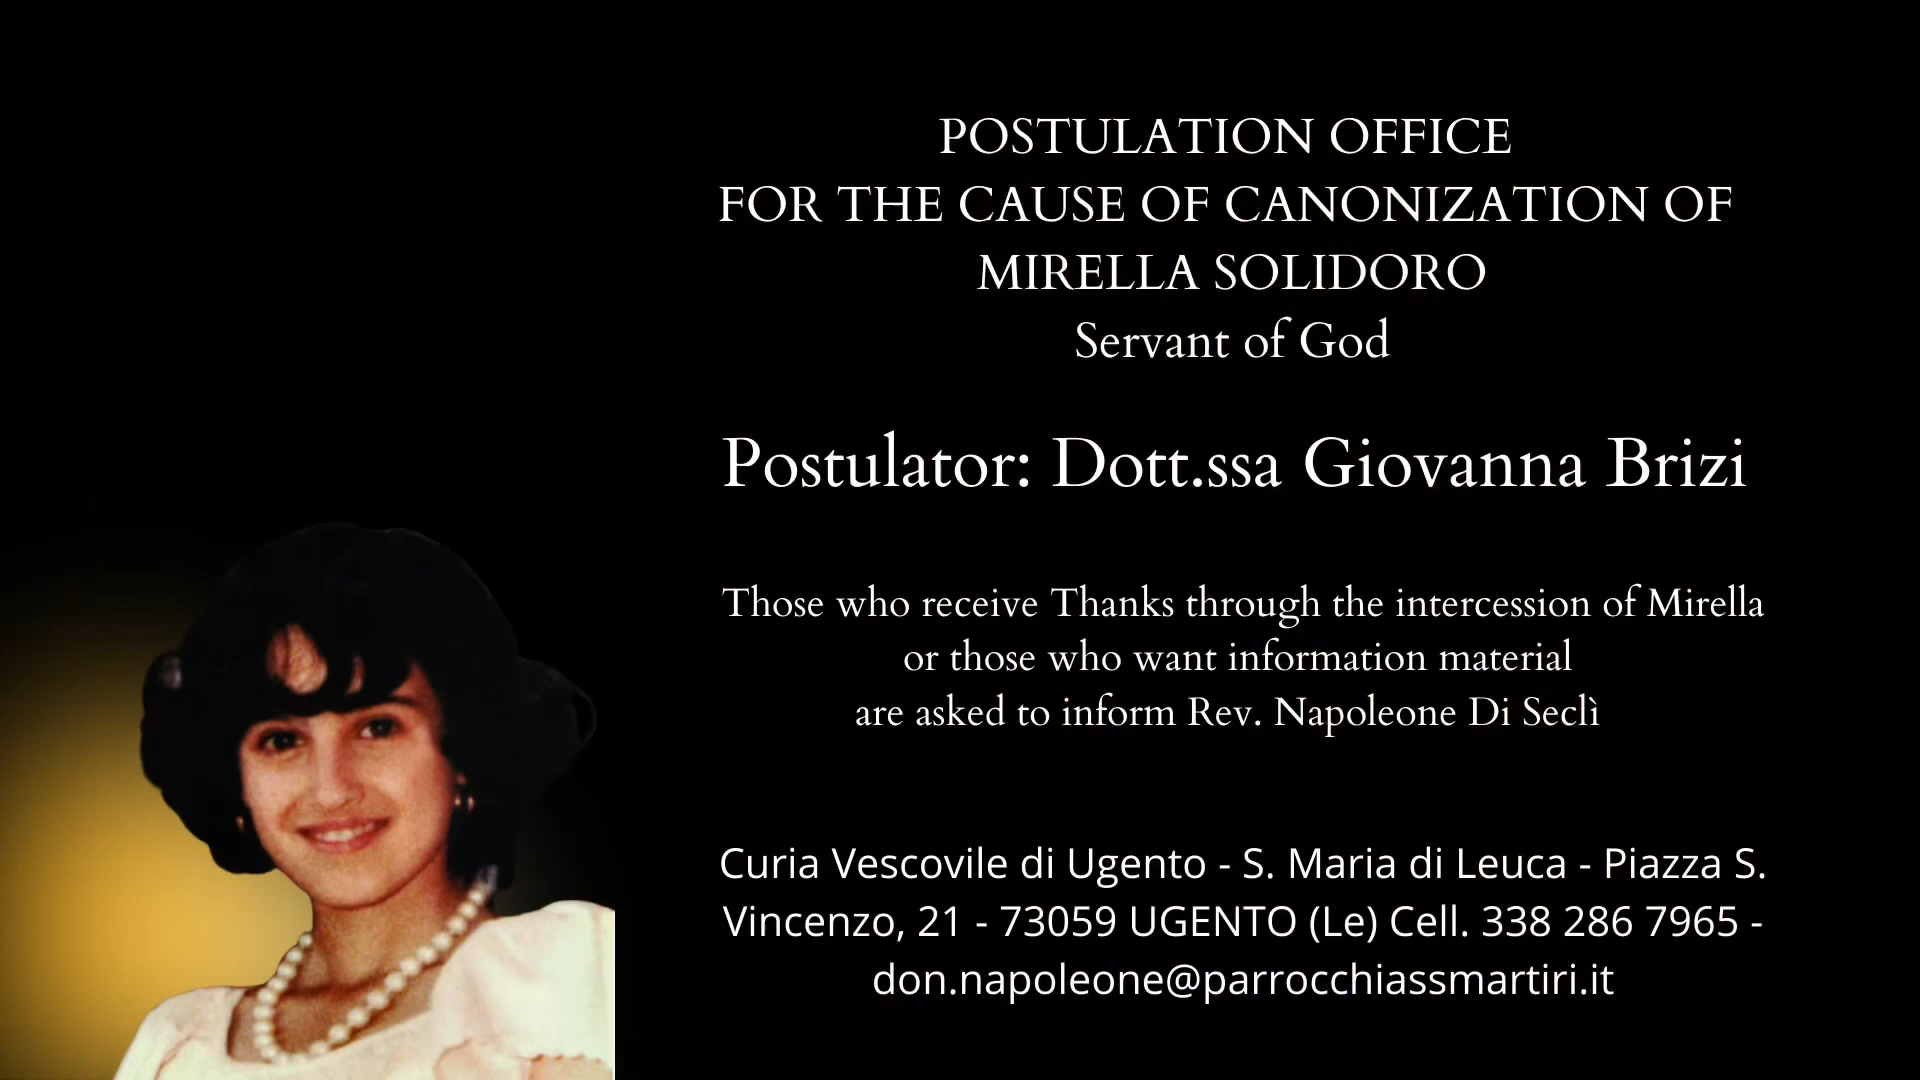 POSTULATION OFFICE
FOR THE CAUSE OF CANONIZATION OF
MIRELLA SOLIDORO
Servant of God
Postulator: Dott.ssa Giovanna Brizi
Those who receive Thanks through the intercession of Mirella
or those who want information material
are asked to inform Rev. Napoleone Di Seclì
Curia Vescovile di Ugento - S. Maria di Leuca - Piazza S.
Vincenzo, 21 - 73059 UGENTO (Le) Cell. 338 286 7965 -
don.napoleone@parrocchiassmartiri.it